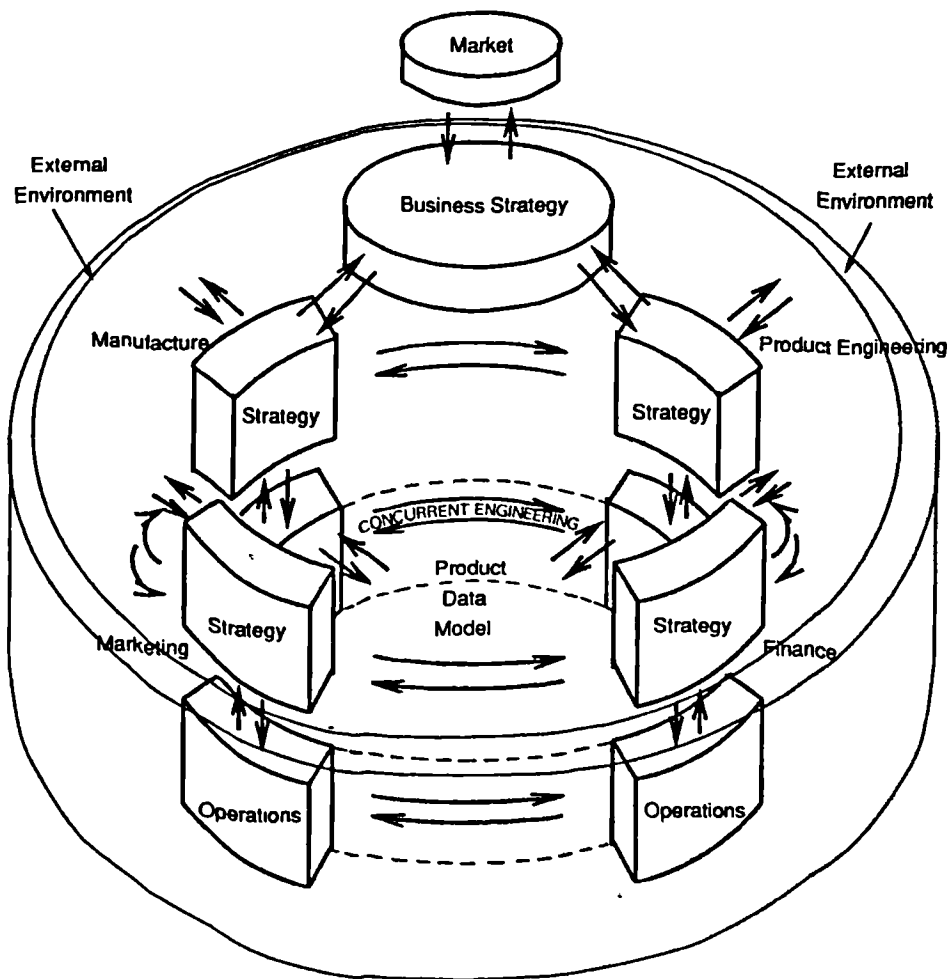 Market
External
Environment
External
Environment
Business Strategy
Manufacture
Product Engineering
Strategy
Strategy
CONCURRENT ENGINEERING
Product
Data
Model
Strategy
Strategy
Marketing
Finance
Operations
Operations